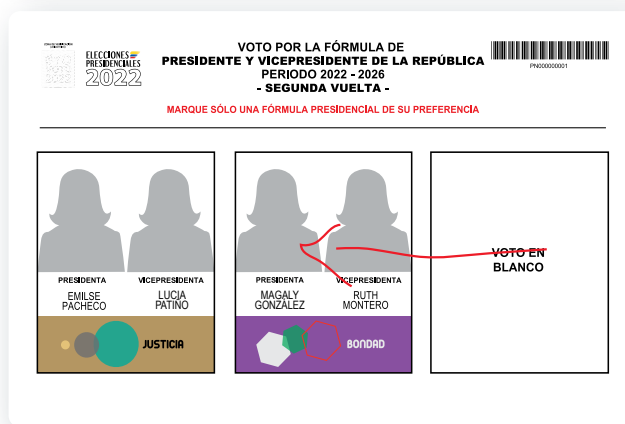 ELECCIONES
PRESIDENCIALES
2022
VOTO POR LA FÓRMULA DE
PRESIDENTE Y VICEPRESIDENTE DE LA REPÚBLICA
PERIODO 2022 - 2026
- SEGUNDA VUELTA -
PN00000001
MARQUE SÓLO UNA FÓRMULA PRESIDENCIAL DE SU PREFERENCIA
PRESIDENTA VICEPRESIDENTA
EMILSE LUCIA
PACHECO PATIÑO
JUSTICIA
PRESIDENTA VICEPRESIDENTA
MAGALY RUTH
GONZÁLEZ MONTERO
BONDAD
VOTO EN
BLANCO